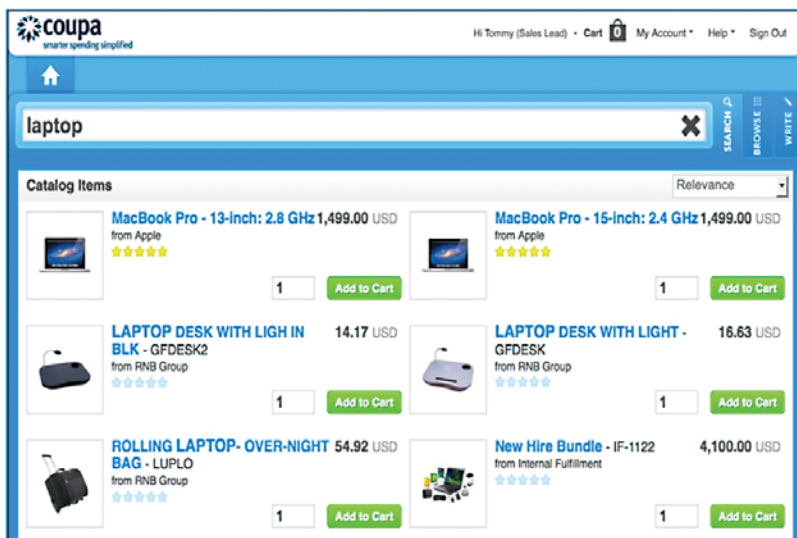 coupa
smarter spending simplified
Hi Tommy (Sales Lead) • Cart 0 My Account Help Sign Out
laptop
SEARCH
BROWSE
WRITE
Catalog Items
Relevance
MacBook Pro - 13-inch: 2.8 GHz 1,499.00 USD
from Apple
1 Add to Cart
MacBook Pro - 15-inch: 2.4 GHz 1,499.00 USD
from Apple
1 Add to Cart
LAPTOP DESK WITH LIGH IN 14.17 USD
BLK - GFDESK2
from RNB Group
1 Add to Cart
LAPTOP DESK WITH LIGHT - 16.63 USD
GFDESK
from RNB Group
1 Add to Cart
ROLLING LAPTOP- OVER-NIGHT 54.92 USD
BAG - LUPLO
from RNB Group
1 Add to Cart
New Hire Bundle - IF-1122 4,100.00 USD
from Internal Fulfillment
1 Add to Cart